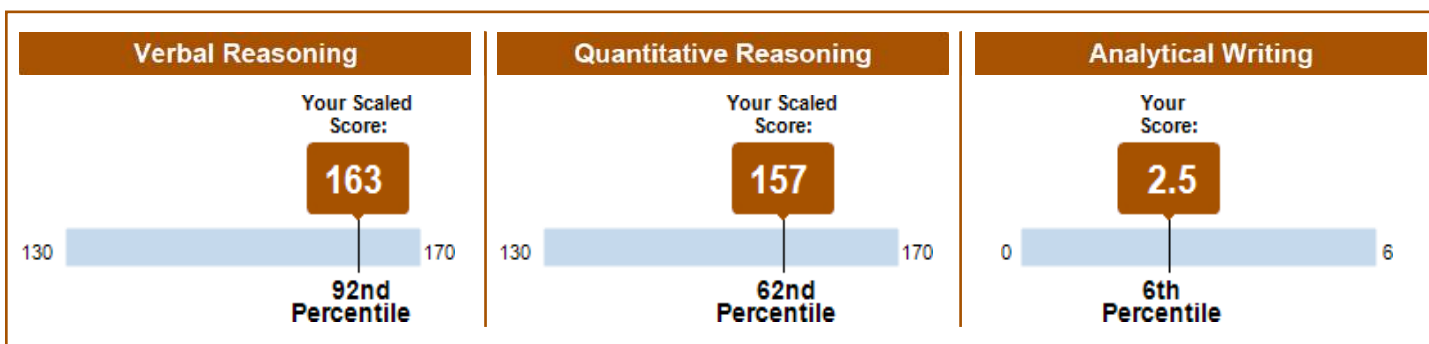 Verbal Reasoning
Your Scaled
Score:
163
130
170
92nd
Percentile
Quantitative Reasoning
Your Scaled
Score:
157
130
170
62nd
Percentile
Analytical Writing
Your
Score:
2.5
0
6
6th
Percentile